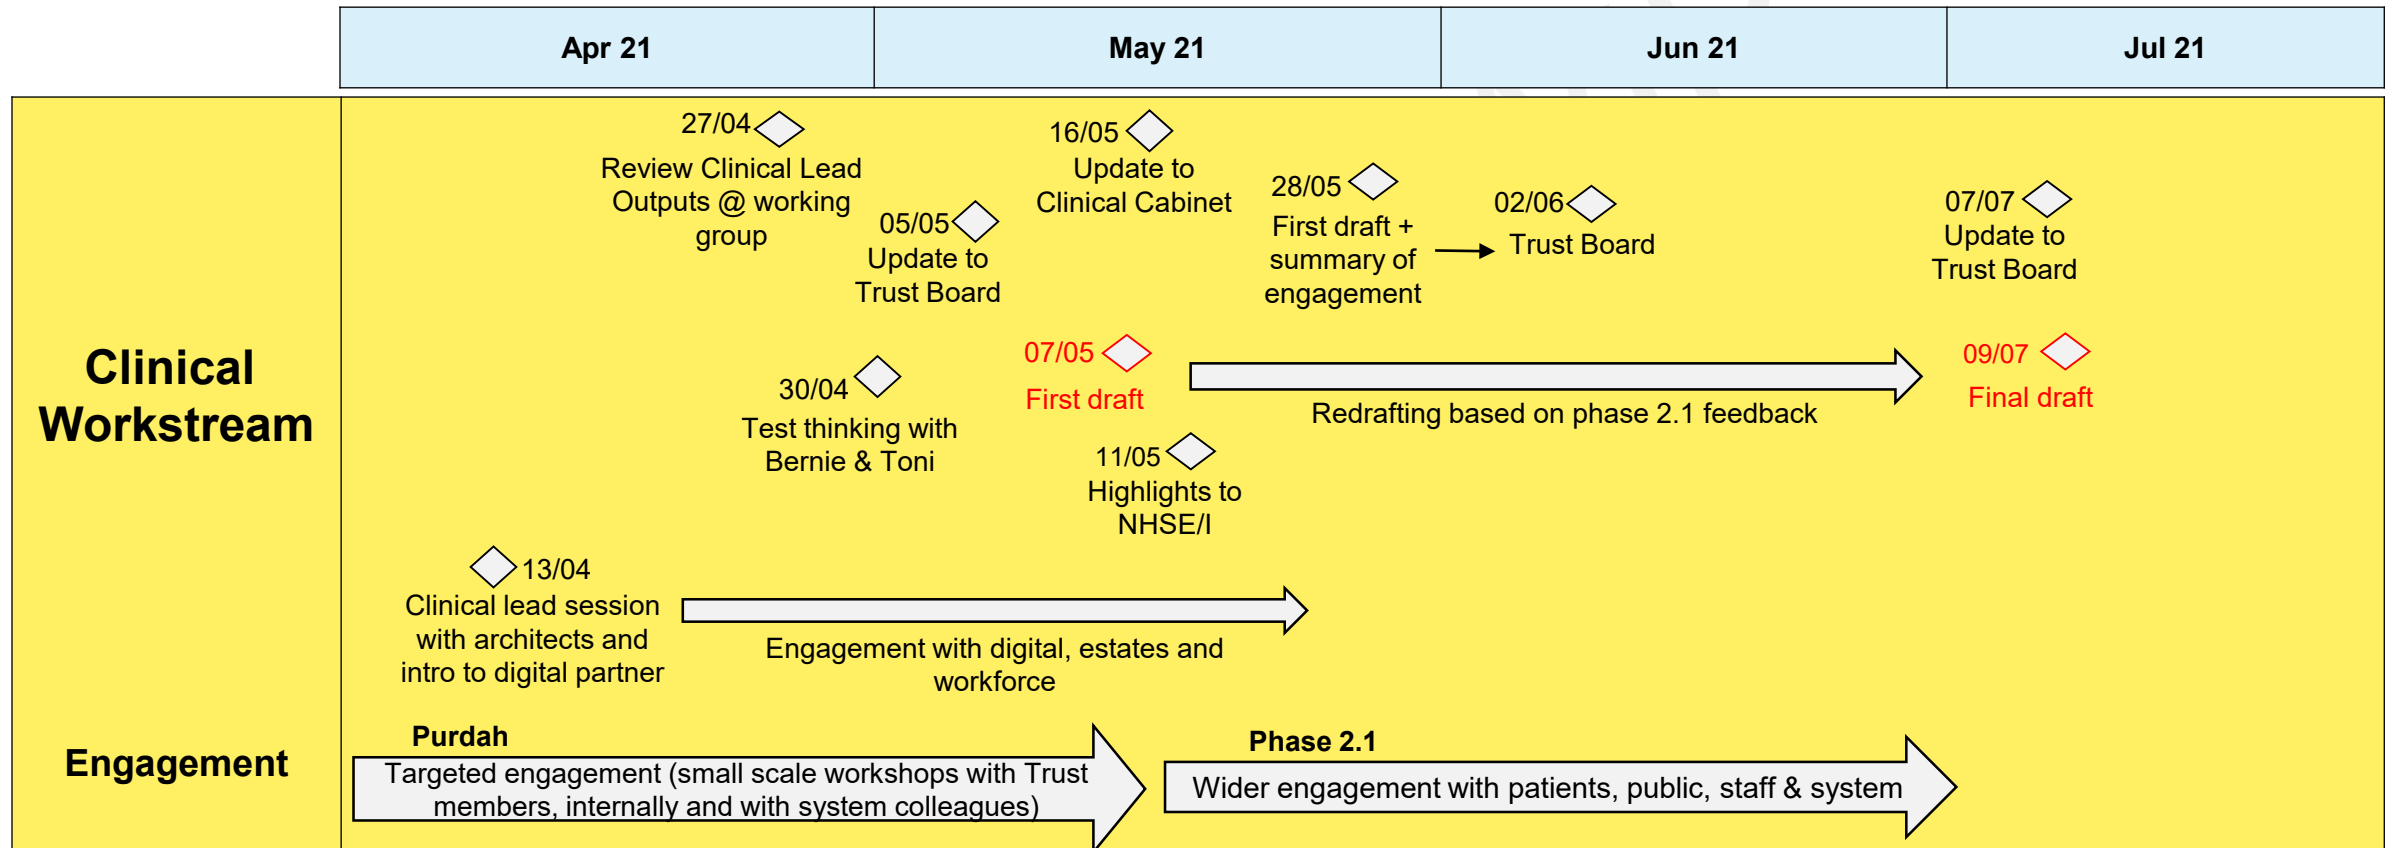 Apr 21
May 21
Jun 21
Jul 21
Clinical
Workstream
27/04
Review Clinical Lead
Outputs @ working
group
05/05
Update to
Trust Board
16/05
Update to
Clinical Cabinet
28/05
First draft +
summary of
engagement
02/06
Trust Board
07/07
Update to
Trust Board
30/04
Test thinking with
Bernie & Toni
07/05
First draft
11/05
Highlights to
NHSE/I
Redrafting based on phase 2.1 feedback
09/07
Final draft
13/04
Clinical lead session
with architects and
intro to digital partner
Engagement with digital, estates and
workforce
Engagement
Purdah
Targeted engagement (small scale workshops with Trust
members, internally and with system colleagues)
Phase 2.1
Wider engagement with patients, public, staff & system